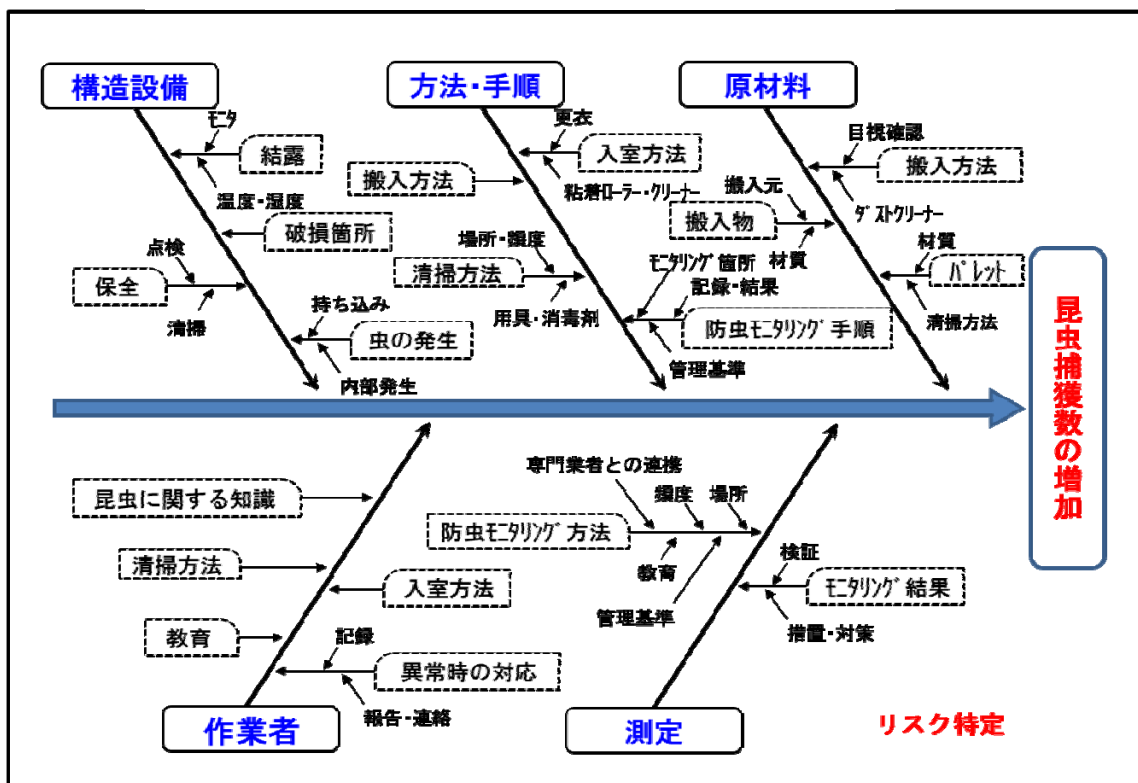 構造設備
方法・手順
原材料
モニタ
結露
温度・湿度
破損箇所
点検
保全
清掃
持ち込み
虫の発生
内部発生
更衣
入室方法
粘着ローラー・クリーナー
搬入方法
場所・頻度
清掃方法
用具・消毒剤
モニタリング箇所
記録・結果
防虫モニタリング手順
管理基準
目視確認
搬入方法
ダストクリーナー
搬入元
搬入物
材質
材質
パレット
清掃方法
昆虫捕獲数の増加
昆虫に関する知識
清掃方法
入室方法
教育
記録
異常時の対応
報告・連絡
作業者
専門業者との連携
頻度
場所
防虫モニタリング方法
教育
管理基準
検証
モニタリング結果
措置・対策
測定
リスク特定